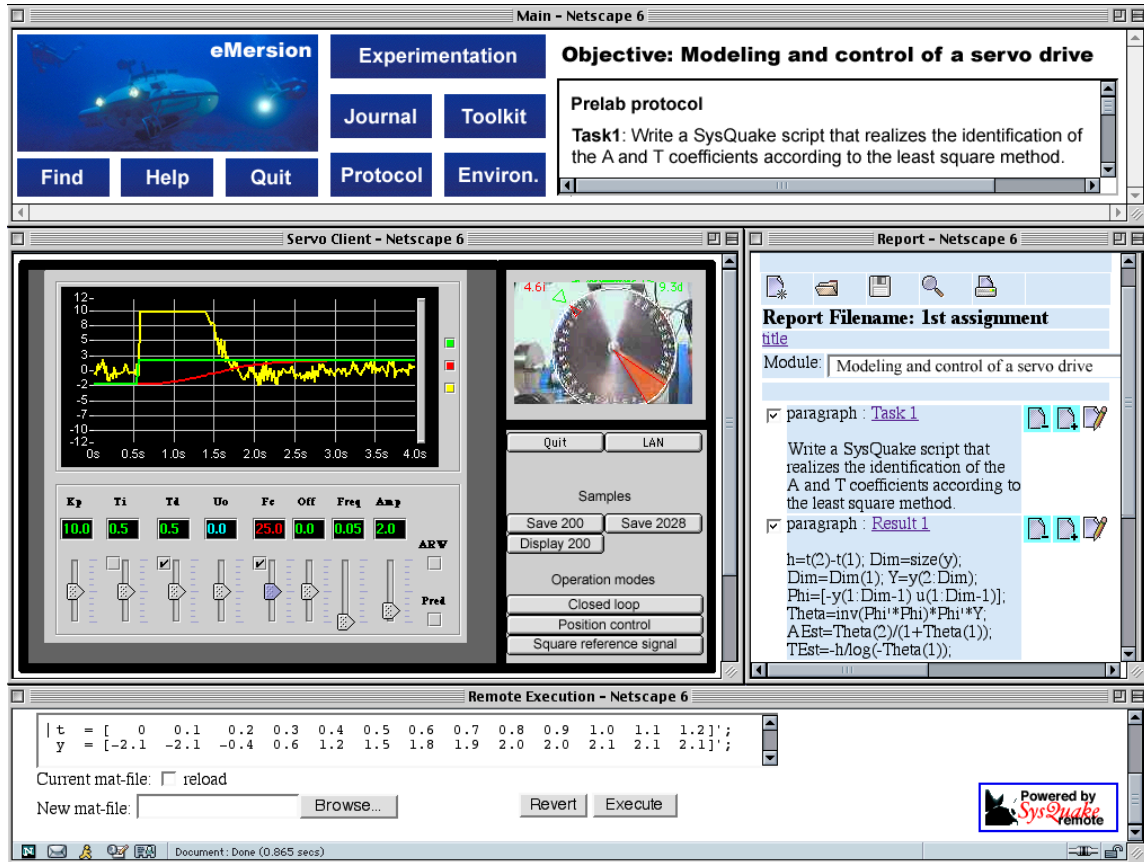 Main - Netscape 6
eMersion
Find
Help
Quit
Experimentation
Journal
Toolkit
Protocol
Environ.
Objective: Modeling and control of a servo drive
Prelab protocol
Task1: Write a SysQuake script that realizes the identification of
the A and T coefficients according to the least square method.
Servo Client - Netscape 6
12-
10-
8-
5-
3-
0-
-2-
-5-
-7-
-10-
-12-
0s 0.5s 1.0s 1.5s 2.0s 2.5s 3.0s 3.5s 4.0s
Kp Ti Td Uo Fc Off Freq Amp
10.0 0.5 0.5 0.0 25.0 0.0 0.05 2.0
ARW
Pred
9.3d
Quit LAN
Samples
Save 200 Save 2028
Display 200
Operation modes
Closed loop
Position control
Square reference signal
Report - Netscape 6
Report Filename: 1st assignment
title
Module: Modeling and control of a servo drive
paragraph : Task 1
Write a SysQuake script that
realizes the identification of the
A and T coefficients according to
the least square method.
paragraph : Result 1
h=t(2)-t(1); Dim=size(y);
Dim=Dim(1); Y=y(2:Dim);
Phi=[-y(1:Dim-1) u(1:Dim-1)];
Theta=inv(Phi'*Phi)*Phi'*Y;
AEst=Theta(2)/(1+Theta(1));
TEst=-h/log(-Theta(1));
Remote Execution - Netscape 6
t = [ 0 0.1 0.2 0.3 0.4 0.5 0.6 0.7 0.8 0.9 1.0 1.1 1.2]';
y = [-2.1 -2.1 -0.4 0.6 1.2 1.5 1.8 1.9 2.0 2.0 2.1 2.1 2.1]';
Current mat-file: reload
New mat-file: Browse... Revert Execute
Powered by
SysQuake
remote
Document: Done (0.865 secs)